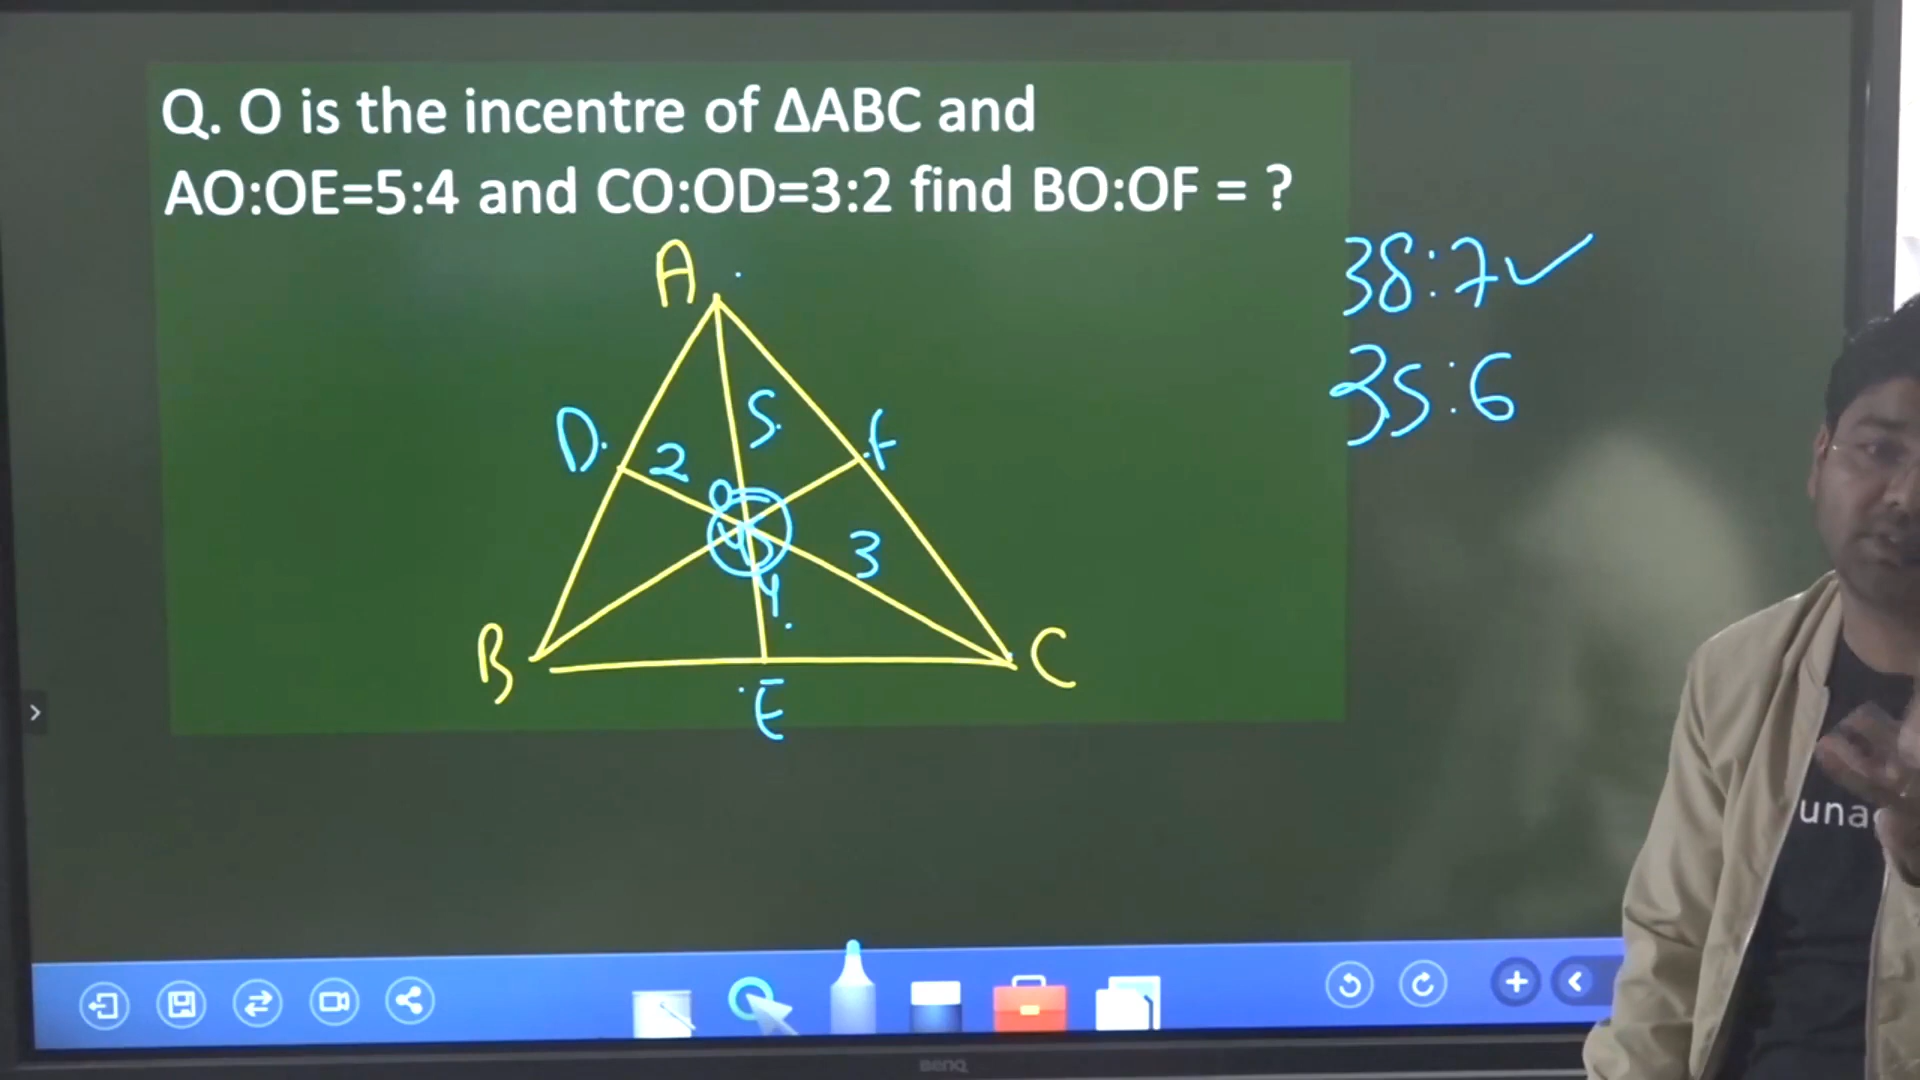 Q. O is the incentre of ΔABC and
AO:OE=5:4 and CO:OD=3:2 find BO:OF = ?
38:7✓
35:6
A
D
2
5
F
O
3
4
B
C
E
una
BenQ